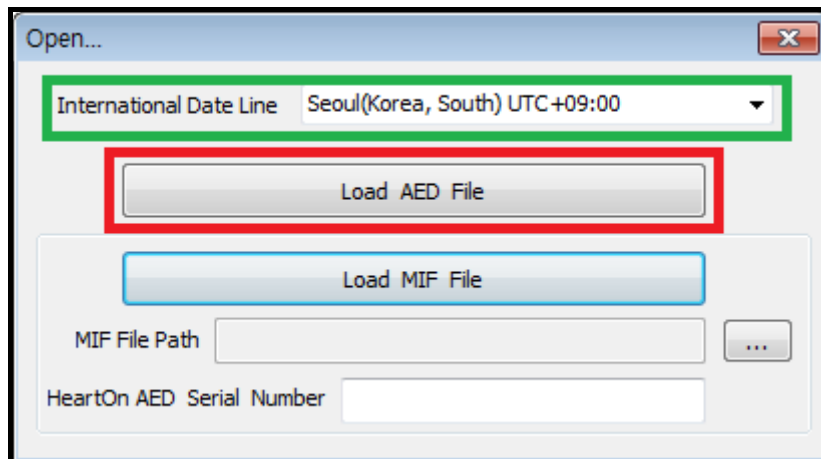 Open...
International Date Line Seoul(Korea, South) UTC+09:00
Load AED File
Load MIF File
MIF File Path ...
HeartOn AED Serial Number